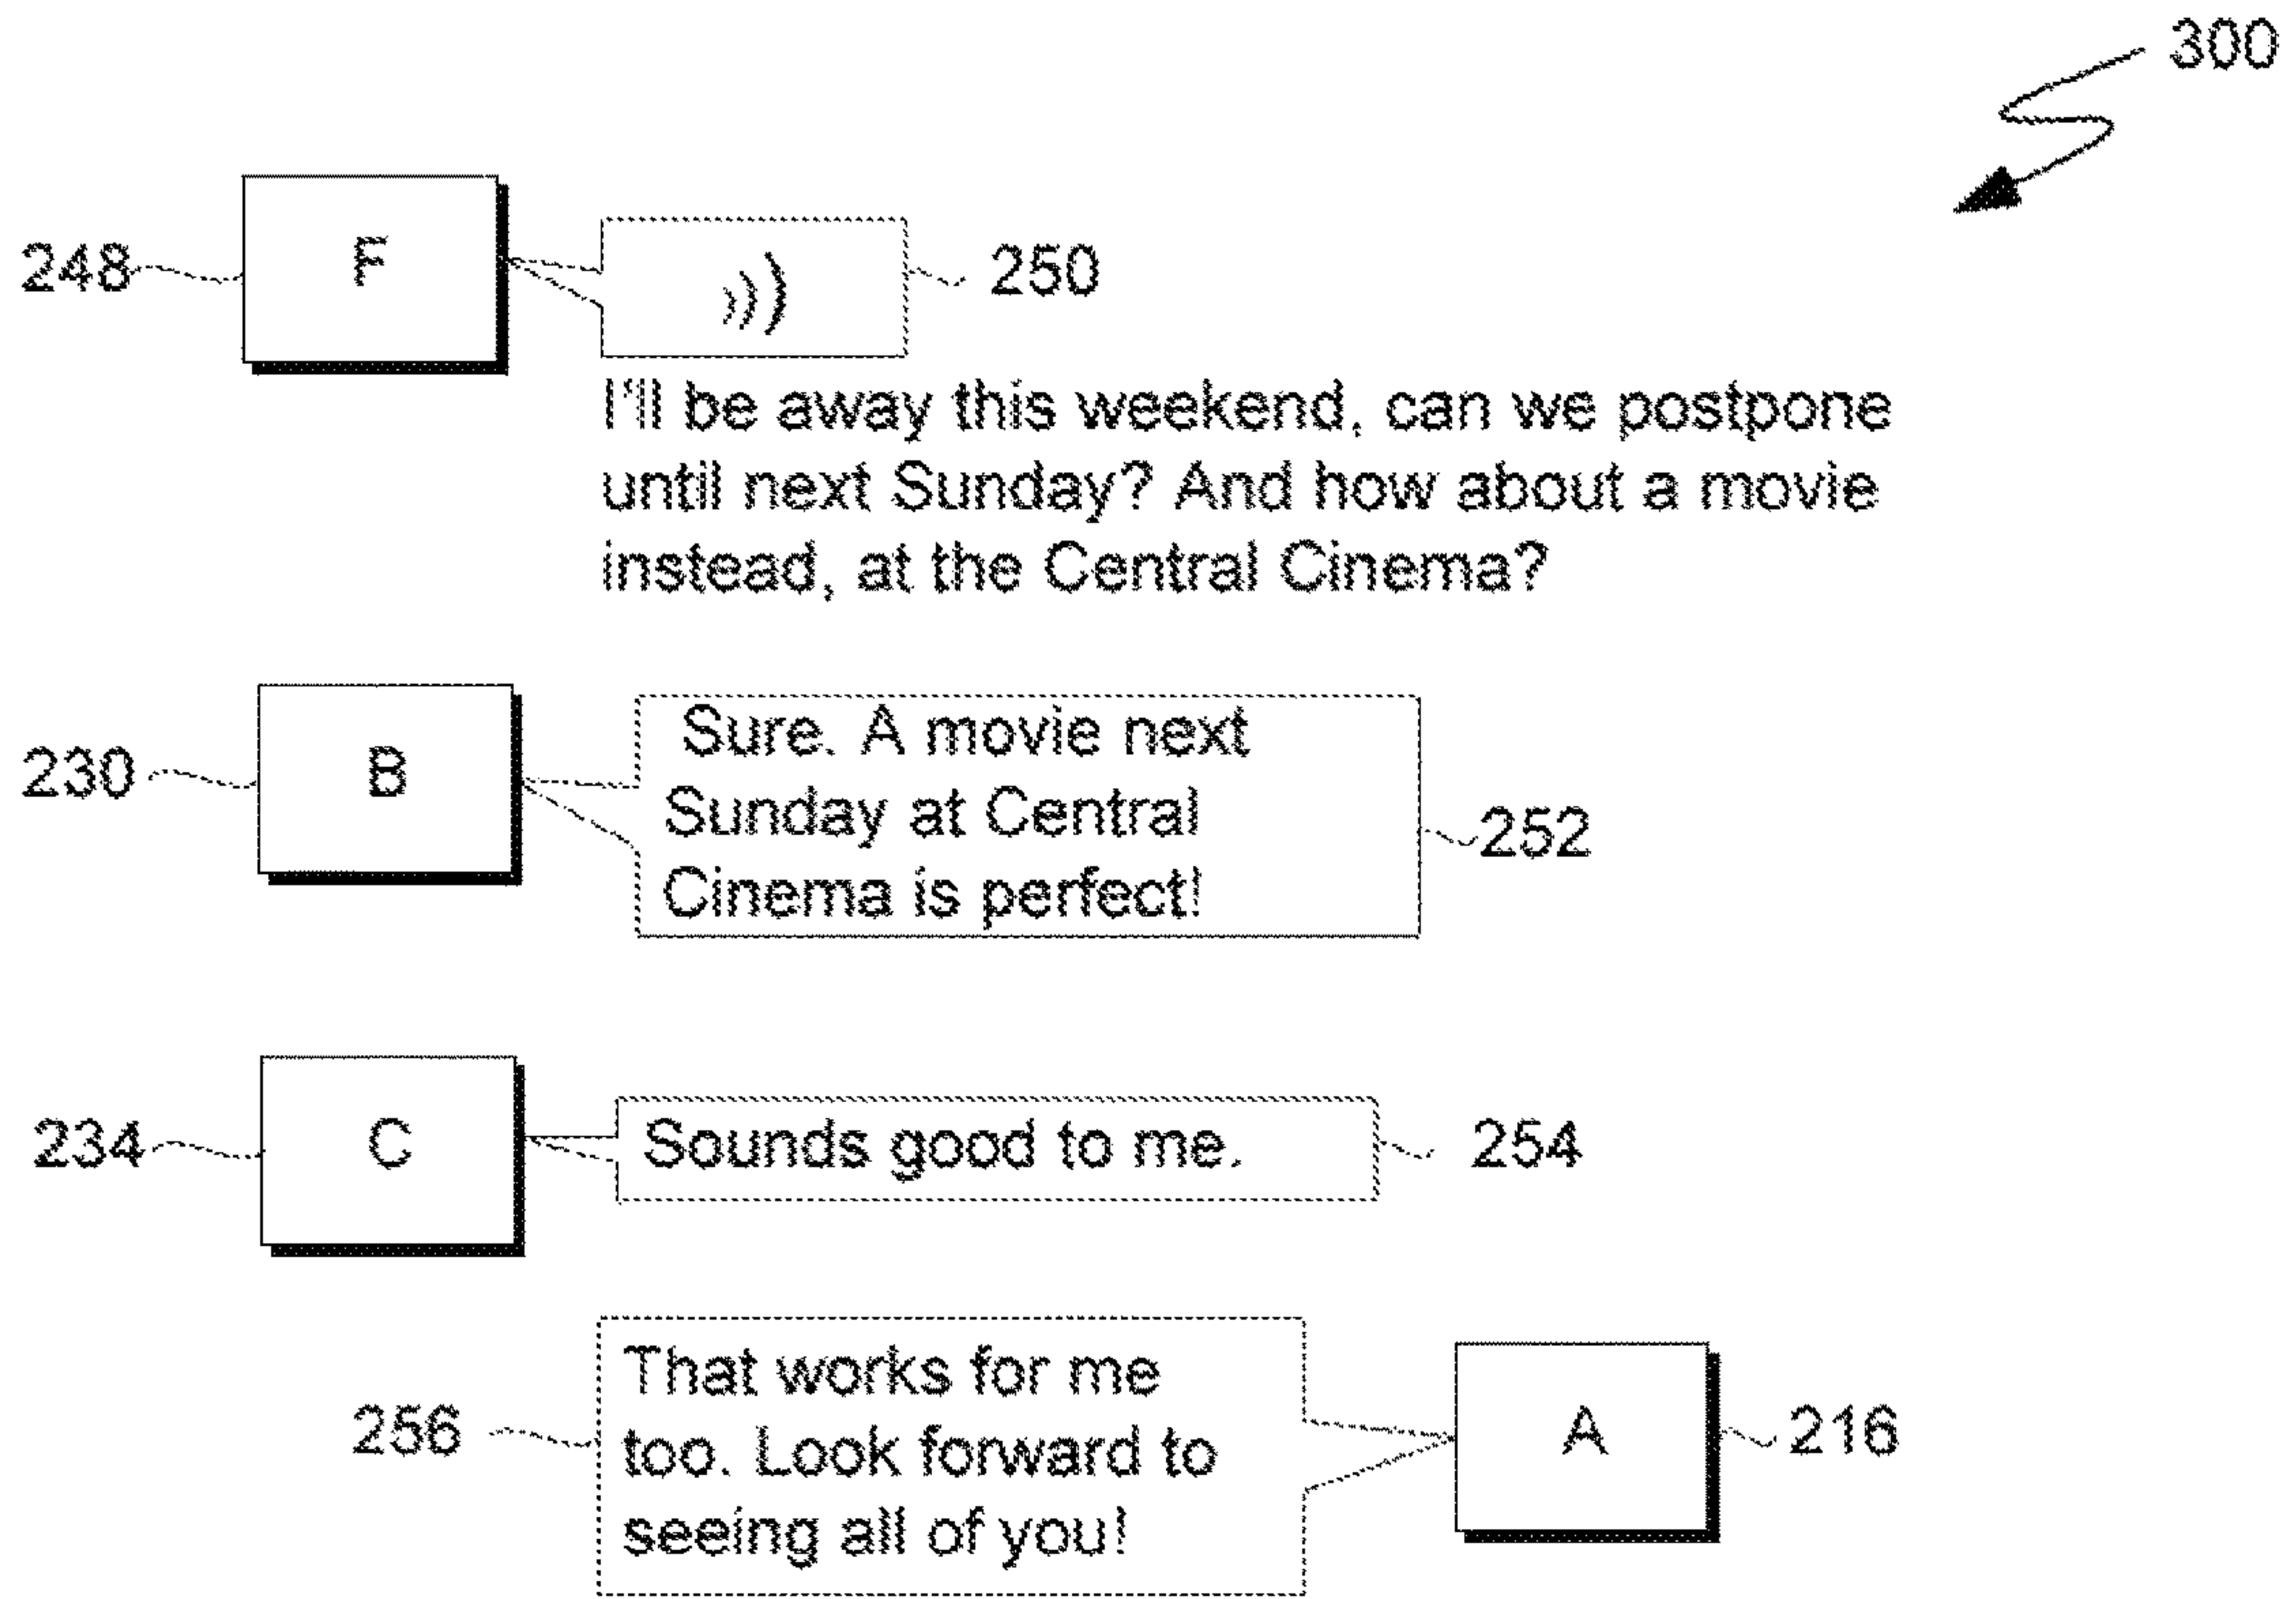 300
248 F ))) 250
I'll be away this weekend, can we postpone
until next Sunday? And how about a movie
instead, at the Central Cinema?
230 B
Sure. A movie next
Sunday at Central
Cinema is perfect!
252
234 C Sounds good to me. 254
256
That works for me
too. Look forward to
seeing all of you!
A 216